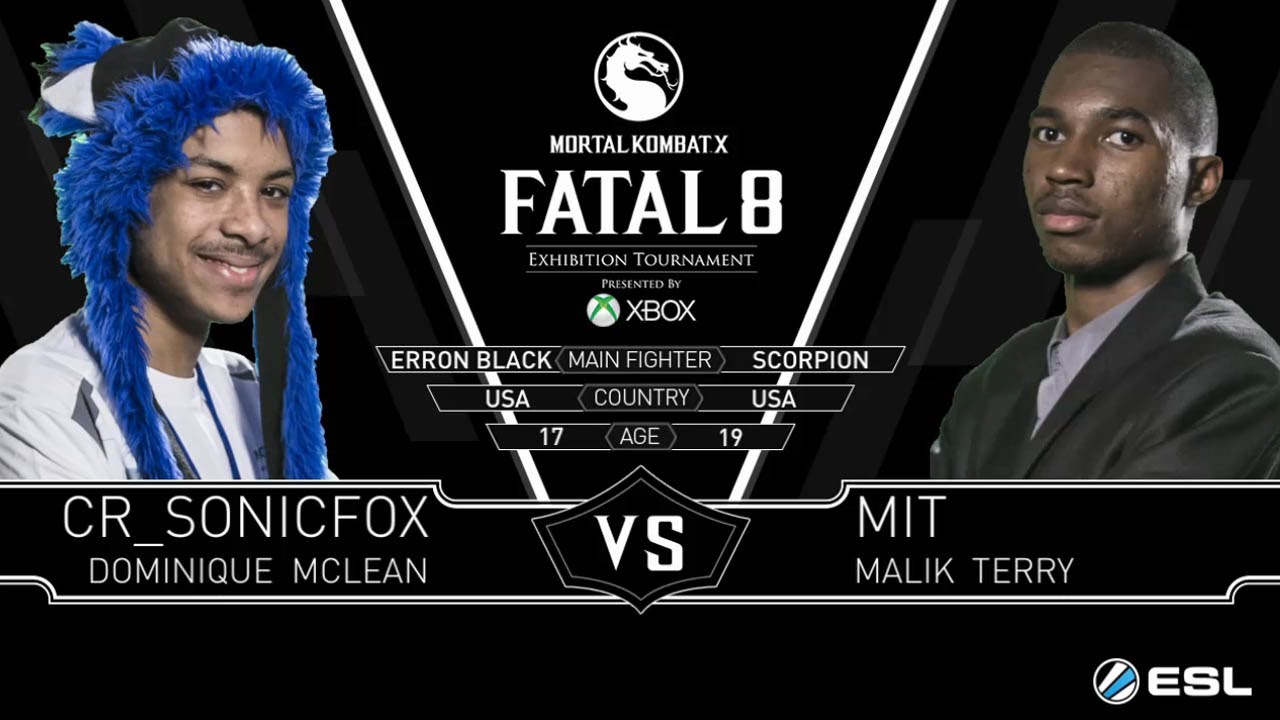 MORTAL KOMBAT X
FATAL 8
EXHIBITION TOURNAMENT
PRESENTED BY
XBOX
ERRON BLACK MAIN FIGHTER SCORPION
USA COUNTRY USA
17 AGE 19
CR_SONICFOX VS MIT
DOMINIQUE MCLEAN MALIK TERRY
ESL